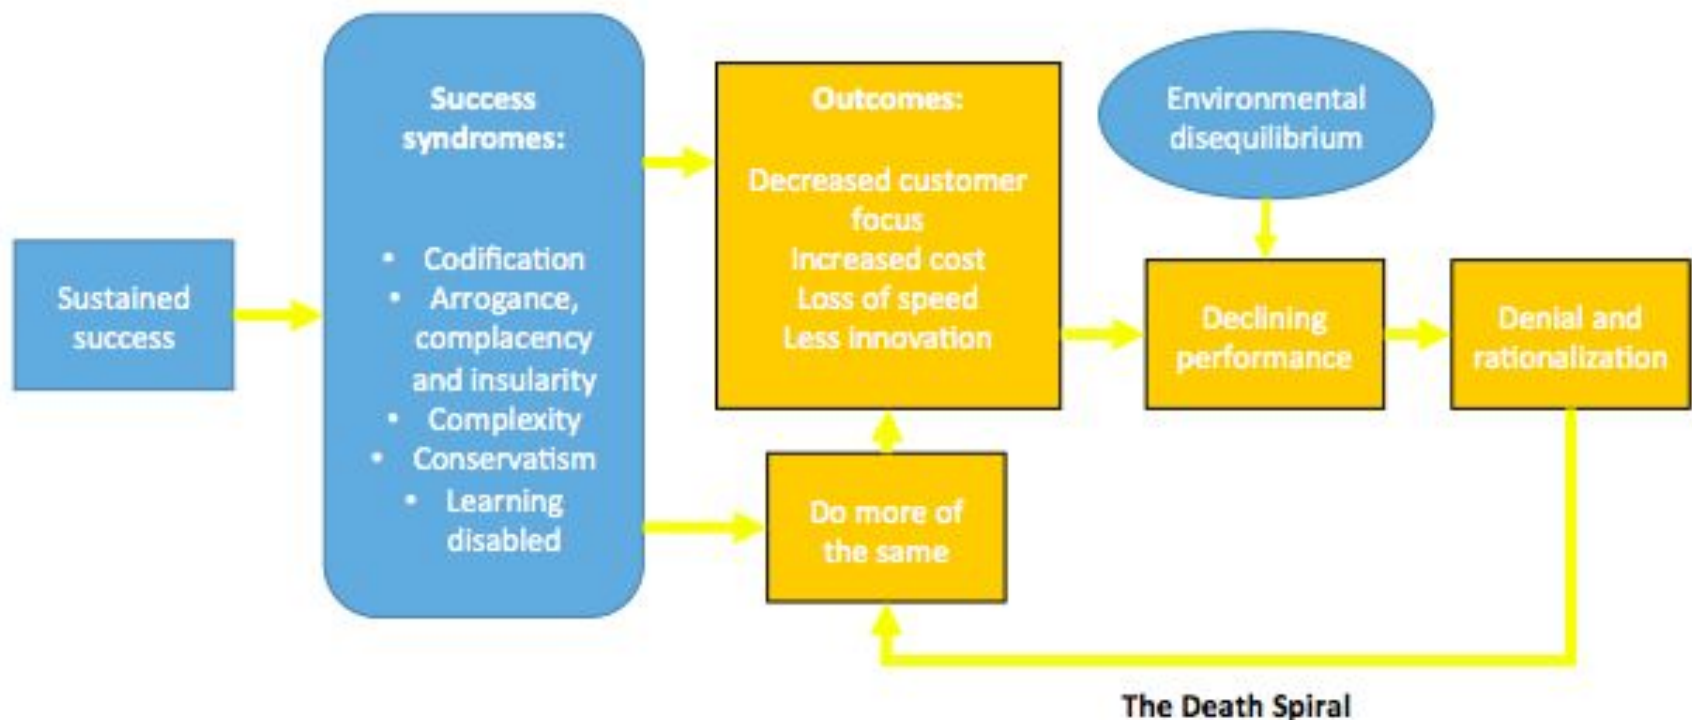 Sustained
success
Success
syndromes:
• Codification
• Arrogance,
complacency
and insularity
• Complexity
• Conservatism
• Learning
disabled
Outcomes:
Decreased customer
focus
Increased cost
Loss of speed
Less innovation
Do more of
the same
Environmental
disequilibrium
Declining
performance
Denial and
rationalization
The Death Spiral